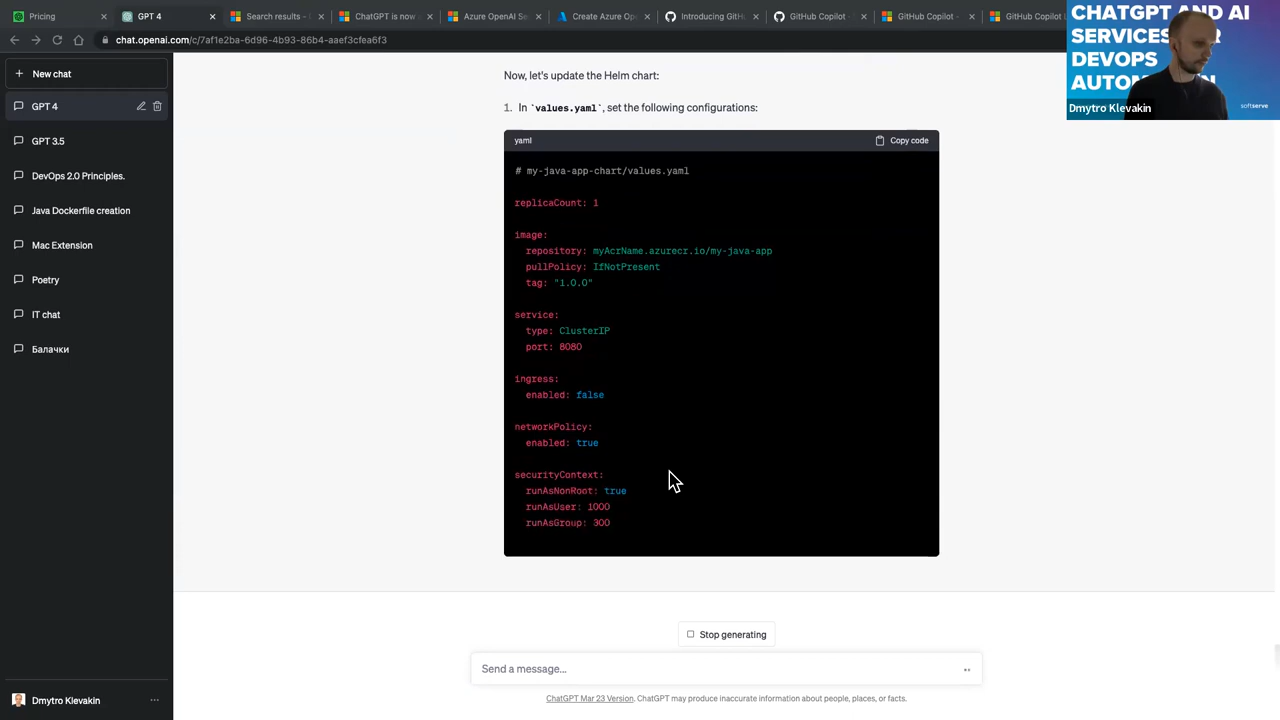 Pricing
GPT 4
Search results -
ChatGPT is now
Azure OpenAI Se
Create Azure Op
Introducing GitH
GitHub Copilot ·
GitHub Copilot -
GitHub Copilot
chat.openai.com/c/7af1e2ba-6d96-4b93-86b4-aaef3cfea6f3
CHATGPT AND AI
SERVICES
DEVOPS
Dmytro Klevakin
softserve
New chat
GPT 4
GPT 3.5
DevOps 2.0 Principles.
Java Dockerfile creation
Mac Extension
Poetry
IT chat
Балачки
Dmytro Klevakin
Now, let's update the Helm chart:
1. In `values.yaml`, set the following configurations:
yaml
Copy code
# my-java-app-chart/values.yaml
replicaCount: 1
image:
repository: myAcrName.azurecr.io/my-java-app
pullPolicy: IfNotPresent
tag: "1.0.0"
service:
type: ClusterIP
port: 8080
ingress:
enabled: false
networkPolicy:
enabled: true
securityContext:
runAsNonRoot: true
runAsUser: 1000
runAsGroup: 300
Stop generating
Send a message...
ChatGPT Mar 23 Version. ChatGPT may produce inaccurate information about people, places, or facts.